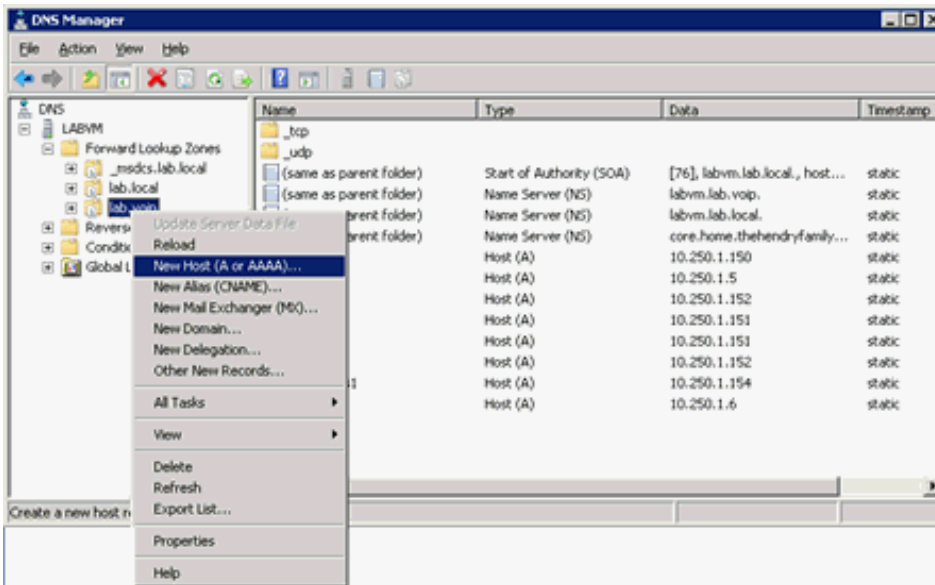 DNS Manager
File Action View Help
DNS
LABVM
Forward Lookup Zones
_msdcs.lab.local
lab.local
lab.voip
Revers
Conditio
Global L
Name Type Data Timestamp
_tcp
_udp
(same as parent folder) Start of Authority (SOA) [76], labvm.lab.local., host... static
(same as parent folder) Name Server (NS) labvm.lab.voip. static
parent folder) Name Server (NS) labvm.lab.local. static
parent folder) Name Server (NS) core.home.thehendryfamily... static
Host (A) 10.250.1.150 static
Host (A) 10.250.1.5 static
Host (A) 10.250.1.152 static
Host (A) 10.250.1.151 static
Host (A) 10.250.1.151 static
Host (A) 10.250.1.152 static
Host (A) 10.250.1.154 static
Host (A) 10.250.1.6 static
Update Server Data File
Reload
New Host (A or AAAA)...
New Alias (CNAME)...
New Mail Exchanger (MX)...
New Domain...
New Delegation...
Other New Records...
All Tasks
View
Delete
Refresh
Export List...
Properties
Help
Create a new host r